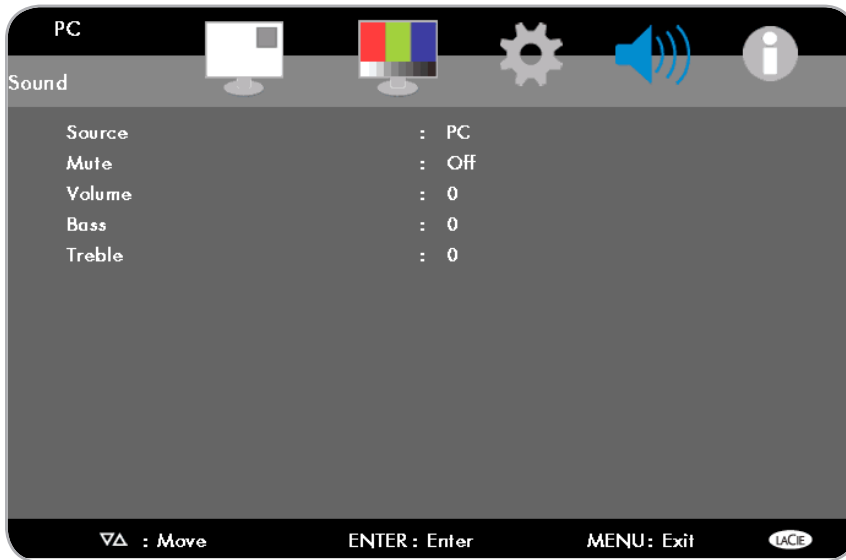 PC
Sound
Source : PC
Mute : Off
Volume : 0
Bass : 0
Treble : 0
▽△ : Move ENTER : Enter MENU : Exit LACIE